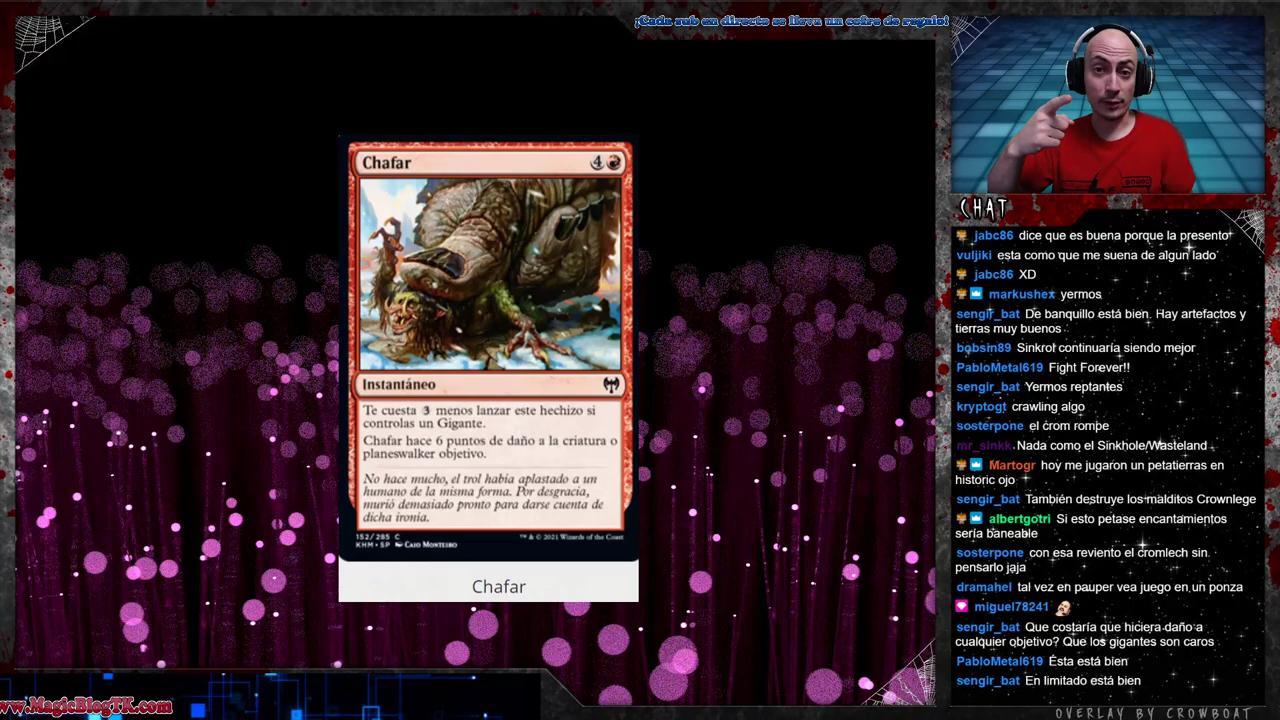 ¡Cada sub en directo se lleva un cofre de regalo!
Chafar 4
Instantáneo
Te cuesta 3 menos lanzar este hechizo si
controlas un Gigante.
Chafar hace 6 puntos de daño a la criatura o
planeswalker objetivo.
No hace mucho, el trol había aplastado a un
humano de la misma forma. Por desgracia,
murió demasiado pronto para darse cuenta de
dicha ironía.
152/285 C
KHM • SP CAIO MONTEIRO
™ & © 2021 Wizards of the Coast
Chafar
www.MagicBlogTK.com
CHAT
jabc86 dice que es buena porque la presento
vuljiki esta como que me suena de algun lado
jabc86 XD
markushex yermos
sengir_bat De banquillo está bien. Hay artefactos y
tierras muy buenos
bobsin89 Sinkrol continuaría siendo mejor
PabloMetal619 Fight Forever!!
sengir_bat Yermos reptantes
kryptogt crawling algo
sosterpone el crom rompe
mr_sinkk Nada como el Sinkhole/Wasteland
Martogr hoy me jugaron un petatierras en
historic ojo
sengir_bat También destruye los malditos Crownlege
albertgotri Si esto petase encantamientos
sería baneable
sosterpone con esa reviento el cromlech sin
pensarlo jaja
dramahel tal vez en pauper vea juego en un ponza
miguel78241
sengir_bat Que costaría que hiciera daño a
cualquier objetivo? Que los gigantes son caros
PabloMetal619 Ésta está bien
sengir_bat En limitado está bien
OVERLAY BY CROWBOAT